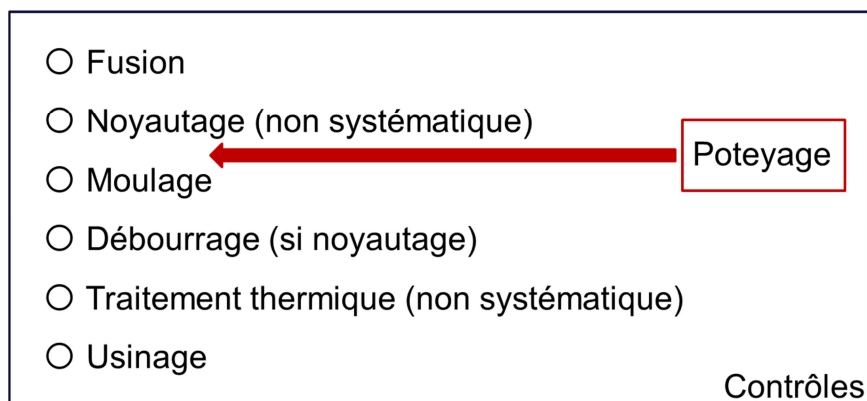 Fusion
Noyautage (non systématique)
Poteyage
Moulage
Débourrage (si noyautage)
Traitement thermique (non systématique)
Usinage
Contrôles